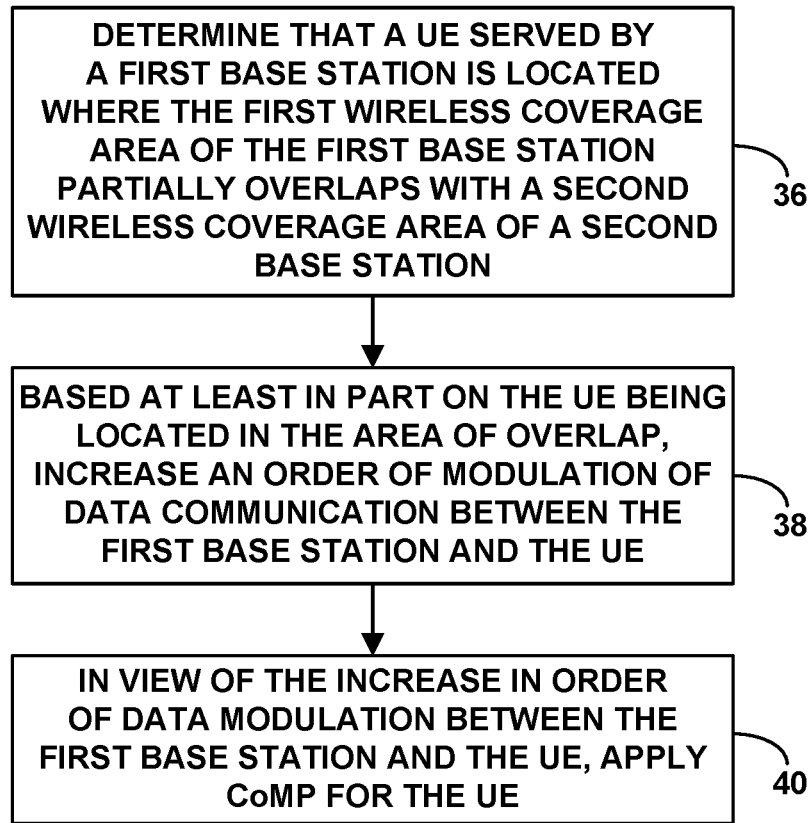 DETERMINE THAT A UE SERVED BY
A FIRST BASE STATION IS LOCATED
WHERE THE FIRST WIRELESS COVERAGE
AREA OF THE FIRST BASE STATION
PARTIALLY OVERLAPS WITH A SECOND
WIRELESS COVERAGE AREA OF A SECOND
BASE STATION
36
BASED AT LEAST IN PART ON THE UE BEING
LOCATED IN THE AREA OF OVERLAP,
INCREASE AN ORDER OF MODULATION OF
DATA COMMUNICATION BETWEEN THE
FIRST BASE STATION AND THE UE
38
IN VIEW OF THE INCREASE IN ORDER
OF DATA MODULATION BETWEEN THE
FIRST BASE STATION AND THE UE, APPLY
CoMP FOR THE UE
40